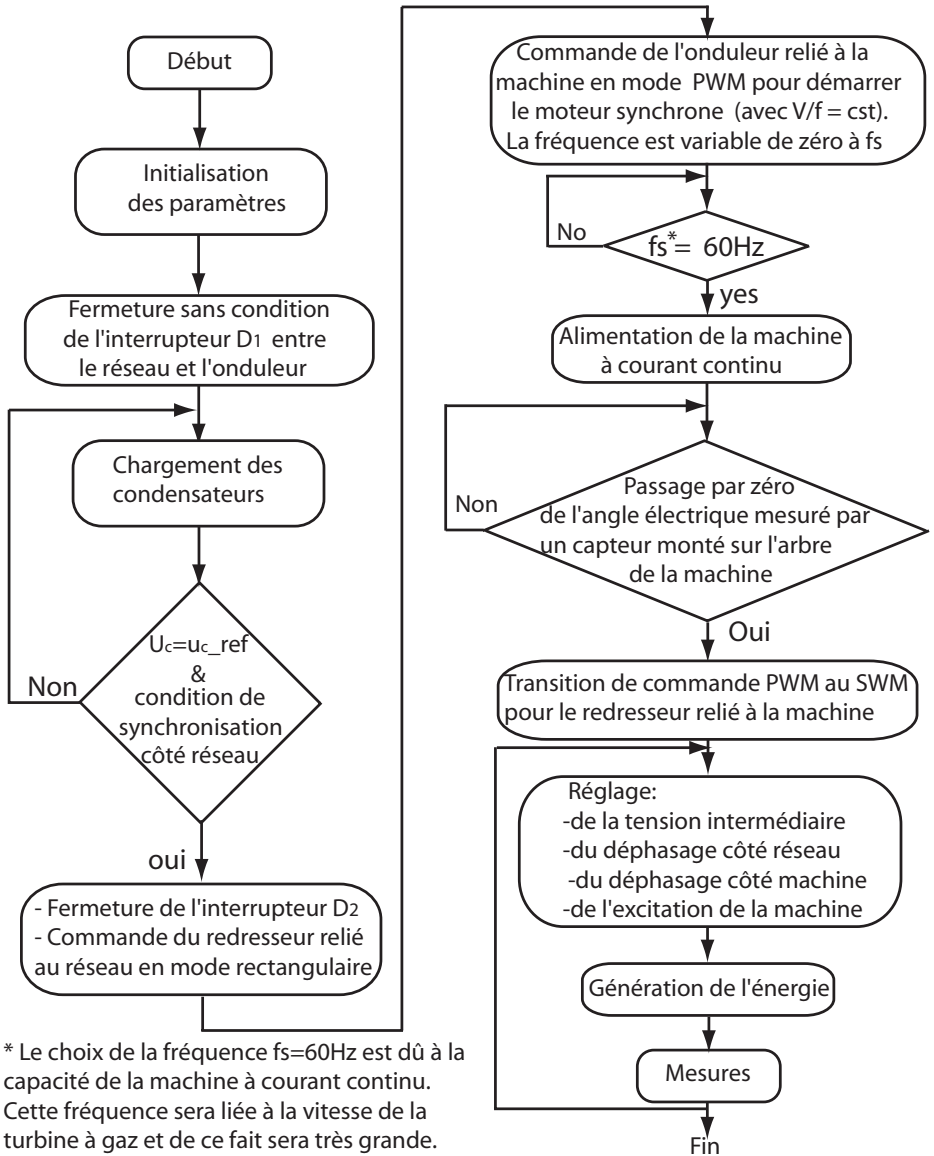 Début
Initialisation
des paramètres
Fermeture sans condition
de l'interrupteur D1 entre
le réseau et l'onduleur
Chargement des
condensateurs
Uc=uc_ref
&
condition de
synchronisation
côté réseau
Non
oui
- Fermeture de l'interrupteur D2
- Commande du redresseur relié
au réseau en mode rectangulaire
* Le choix de la fréquence fs=60Hz est dû à la
capacité de la machine à courant continu.
Cette fréquence sera liée à la vitesse de la
turbine à gaz et de ce fait sera très grande.
Commande de l'onduleur relié à la
machine en mode PWM pour démarrer
le moteur synchrone (avec V/f = cst).
La fréquence est variable de zéro à fs
No
fs*= 60Hz
yes
Alimentation de la machine
à courant continu
Non
Passage par zéro
de l'angle électrique mesuré par
un capteur monté sur l'arbre
de la machine
Oui
Transition de commande PWM au SWM
pour le redresseur relié à la machine
Réglage:
-de la tension intermédiaire
-du déphasage côté réseau
-du déphasage côté machine
-de l'excitation de la machine
Génération de l'énergie
Mesures
Fin